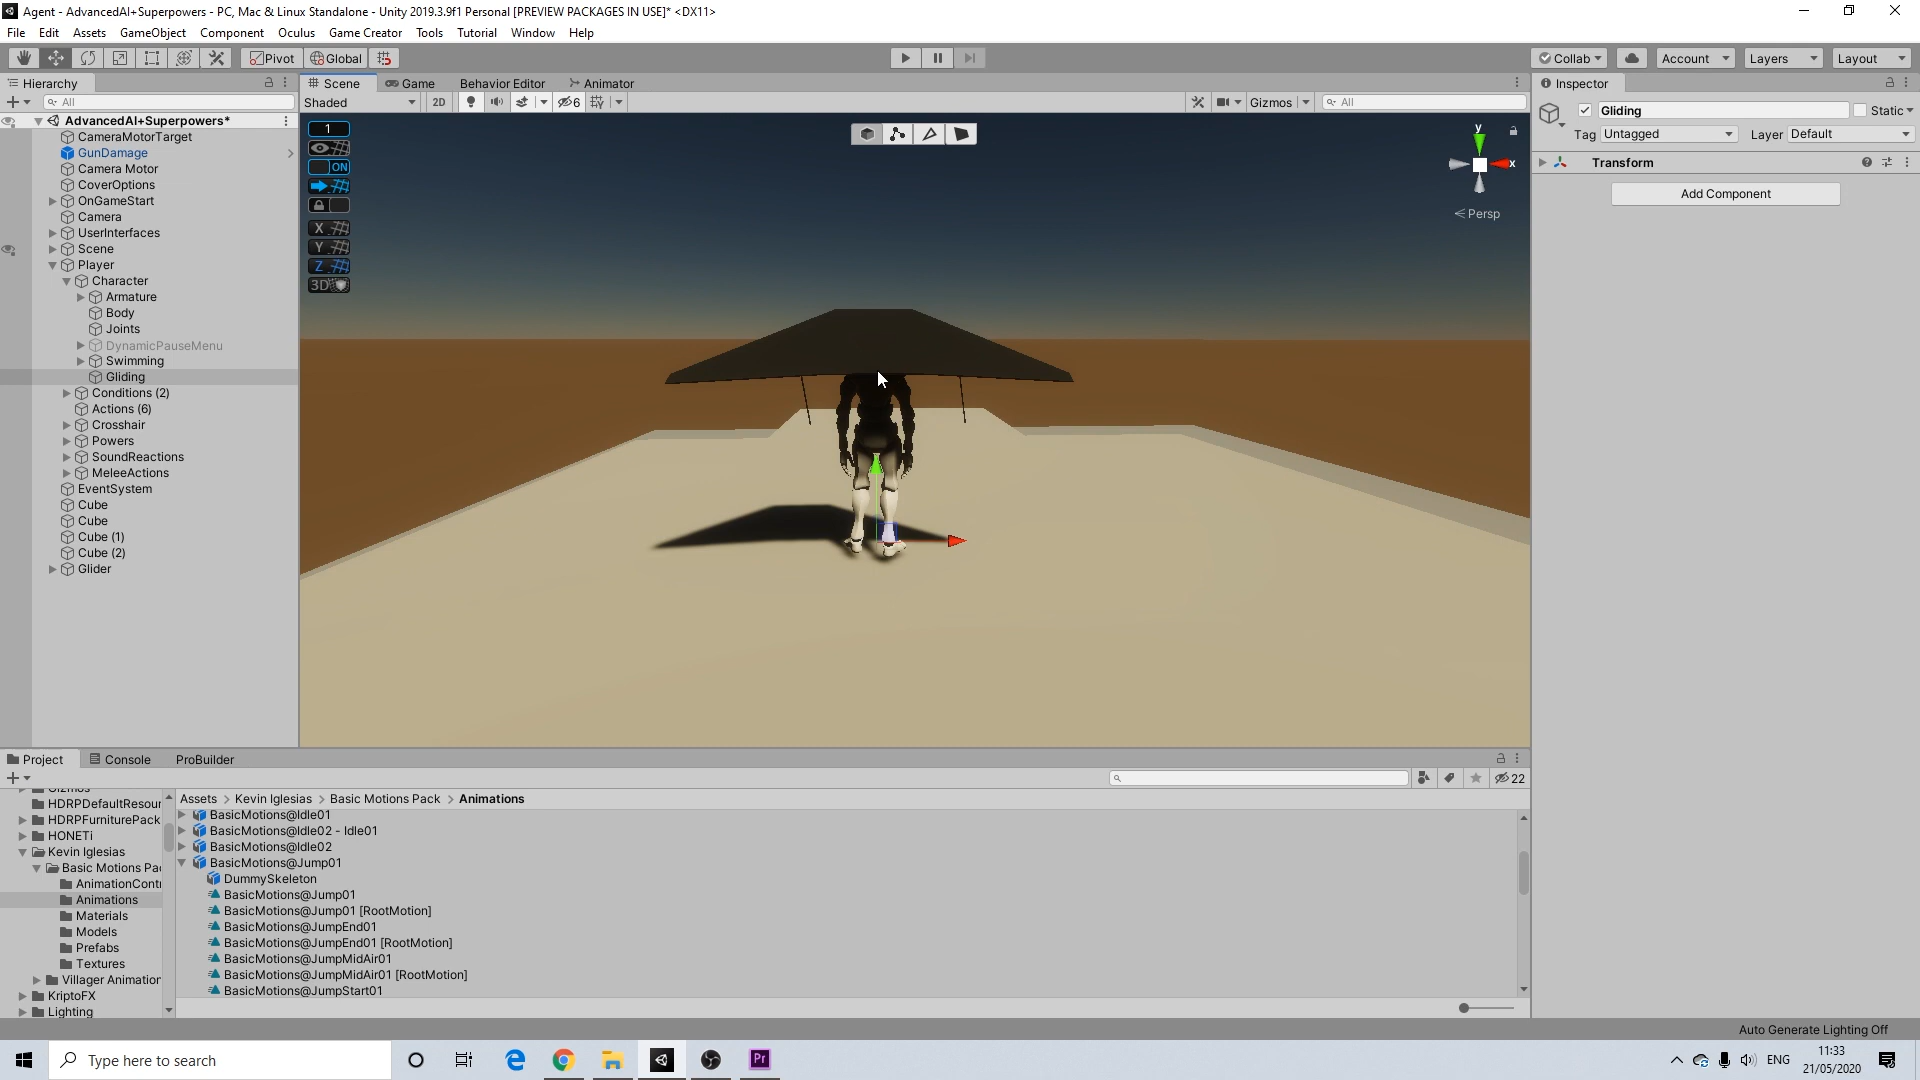 Agent - AdvancedAI+Superpowers - PC, Mac & Linux Standalone - Unity 2019.3.9f1 Personal [PREVIEW PACKAGES IN USE]* <DX11>
File Edit Assets GameObject Component Oculus Game Creator Tools Tutorial Window Help
Pivot Global Collab Account Layers Layout
Hierarchy
All
AdvancedAI+Superpowers*
CameraMotorTarget
GunDamage
Camera Motor
CoverOptions
OnGameStart
Camera
UserInterfaces
Scene
Player
Character
Armature
Body
Joints
DynamicPauseMenu
Swimming
Gliding
Conditions (2)
Actions (6)
Crosshair
Powers
SoundReactions
MeleeActions
EventSystem
Cube
Cube
Cube (1)
Cube (2)
Glider
Scene Game Behavior Editor Animator
Shaded 2D 6 Gizmos All
1
ON
X
Y
Z
3D
y
x
Persp
Inspector
Gliding Static
Tag Untagged Layer Default
Transform
Add Component
Project Console ProBuilder
22
Gizmos
HDRPDefaultResour
HDRPFurniturePack
HONETi
Kevin Iglesias
Basic Motions Pa
AnimationCont
Animations
Materials
Models
Prefabs
Textures
Villager Animation
KriptoFX
Lighting
Assets > Kevin Iglesias > Basic Motions Pack > Animations
BasicMotions@Idle01
BasicMotions@Idle02 - Idle01
BasicMotions@Idle02
BasicMotions@Jump01
DummySkeleton
BasicMotions@Jump01
BasicMotions@Jump01 [RootMotion]
BasicMotions@JumpEnd01
BasicMotions@JumpEnd01 [RootMotion]
BasicMotions@JumpMidAir01
BasicMotions@JumpMidAir01 [RootMotion]
BasicMotions@JumpStart01
Auto Generate Lighting Off
Type here to search
Pr
ENG
11:33
21/05/2020